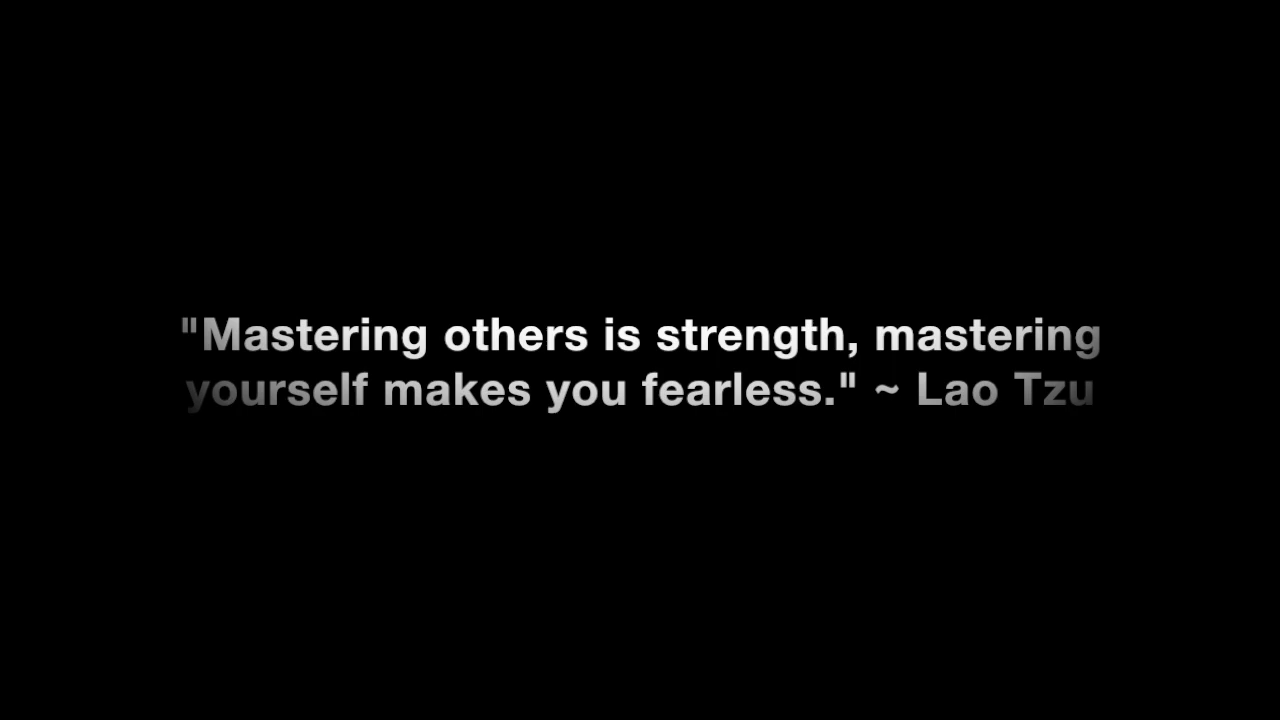 "Mastering others is strength, mastering
yourself makes you fearless." ~ Lao Tzu